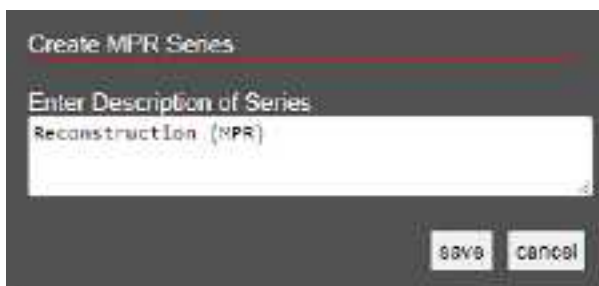 Create MPR Series
Enter Description of Series
Reconstruction (MPR)
save cancel